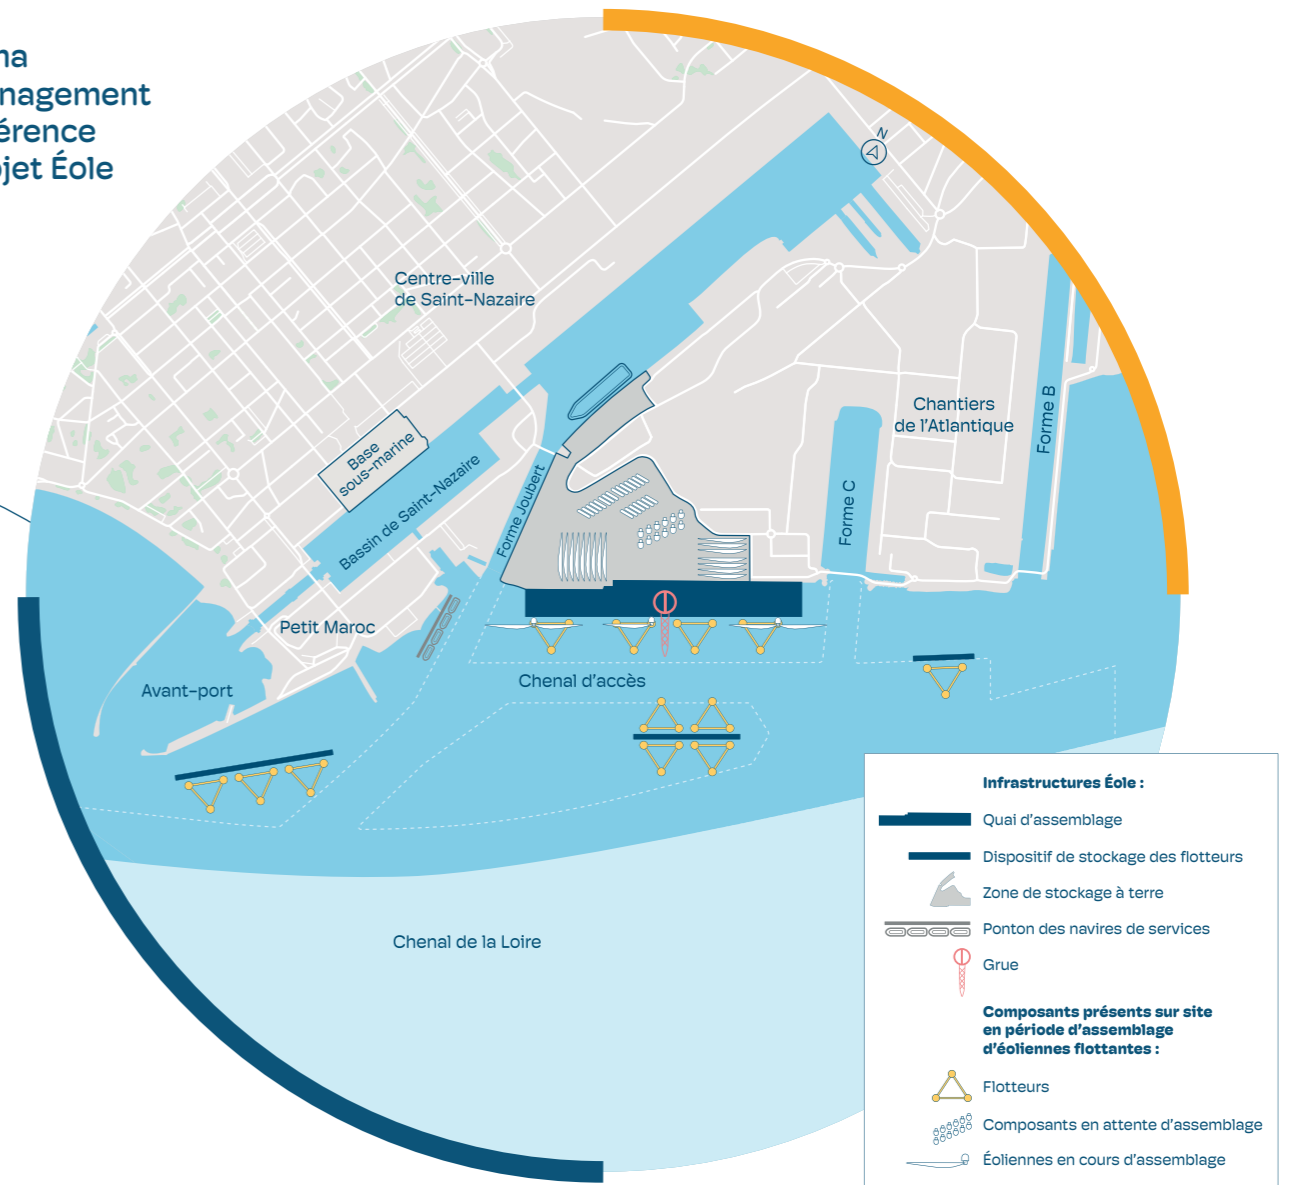 ma
nagement
érence
ojet Éole
N
Centre-ville
de Saint-Nazaire
Base
sous-marine
Bassin de Saint-Nazaire
Forme Joubert
Chantiers
de l'Atlantique
Forme B
Forme C
Petit Maroc
Avant-port
Chenal d'accès
Chenal de la Loire
Infrastructures Éole :
Quai d'assemblage
Dispositif de stockage des flotteurs
Zone de stockage à terre
Ponton des navires de services
Grue
Composants présents sur site
en période d'assemblage
d'éoliennes flottantes :
Flotteurs
Composants en attente d'assemblage
Éoliennes en cours d'assemblage